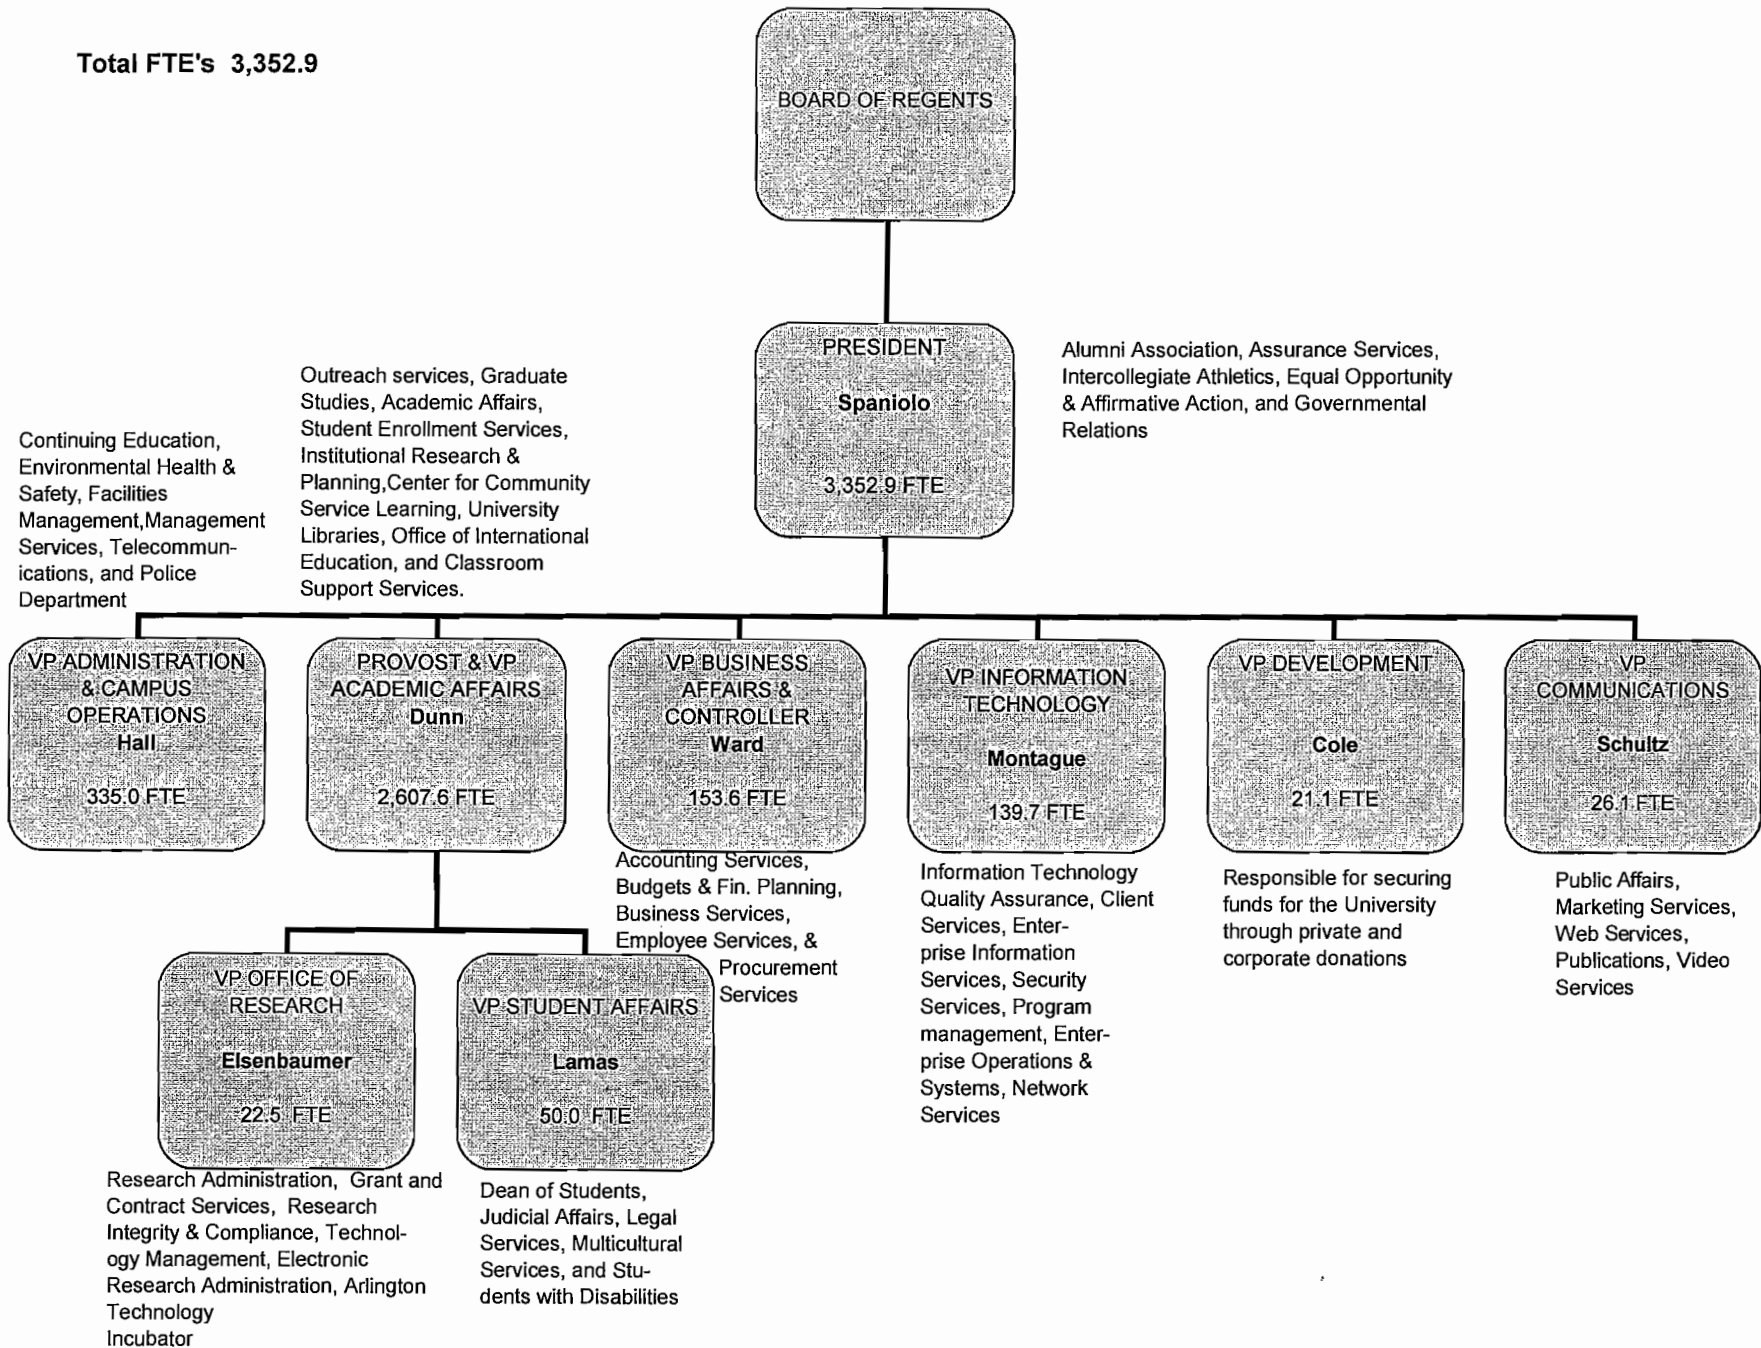 Total FTE's 3,352.9
BOARD OF REGENTS
PRESIDENT
Spaniolo
3,352.9 FTE
Alumni Association, Assurance Services,
Intercollegiate Athletics, Equal Opportunity
& Affirmative Action, and Governmental
Relations
Continuing Education,
Environmental Health &
Safety, Facilities
Management,Management
Services, Telecommun-
ications, and Police
Department
Outreach services, Graduate
Studies, Academic Affairs,
Student Enrollment Services,
Institutional Research &
Planning,Center for Community
Service Learning, University
Libraries, Office of International
Education, and Classroom
Support Services.
VP ADMINISTRATION
& CAMPUS
OPERATIONS
Hall
335.0 FTE
PROVOST & VP
ACADEMIC AFFAIRS
Dunn
2,607.6 FTE
VP BUSINESS
AFFAIRS &
CONTROLLER
Ward
153.6 FTE
Accounting Services,
Budgets & Fin. Planning,
Business Services,
Employee Services, &
Procurement
Services
VP INFORMATION
TECHNOLOGY
Montague
139.7 FTE
Information Technology
Quality Assurance, Client
Services, Enter-
prise Information
Services, Security
Services, Program
management, Enter-
prise Operations &
Systems, Network
Services
VP DEVELOPMENT
Cole
21.1 FTE
Responsible for securing
funds for the University
through private and
corporate donations
VP
COMMUNICATIONS
Schultz
26.1 FTE
Public Affairs,
Marketing Services,
Web Services,
Publications, Video
Services
VP OFFICE OF
RESEARCH
Elsenbaumer
22.5 FTE
Research Administration, Grant and
Contract Services, Research
Integrity & Compliance, Technol-
ogy Management, Electronic
Research Administration, Arlington
Technology
Incubator
VP STUDENT AFFAIRS
Lamas
50.0 FTE
Dean of Students,
Judicial Affairs, Legal
Services, Multicultural
Services, and Stu-
dents with Disabilities